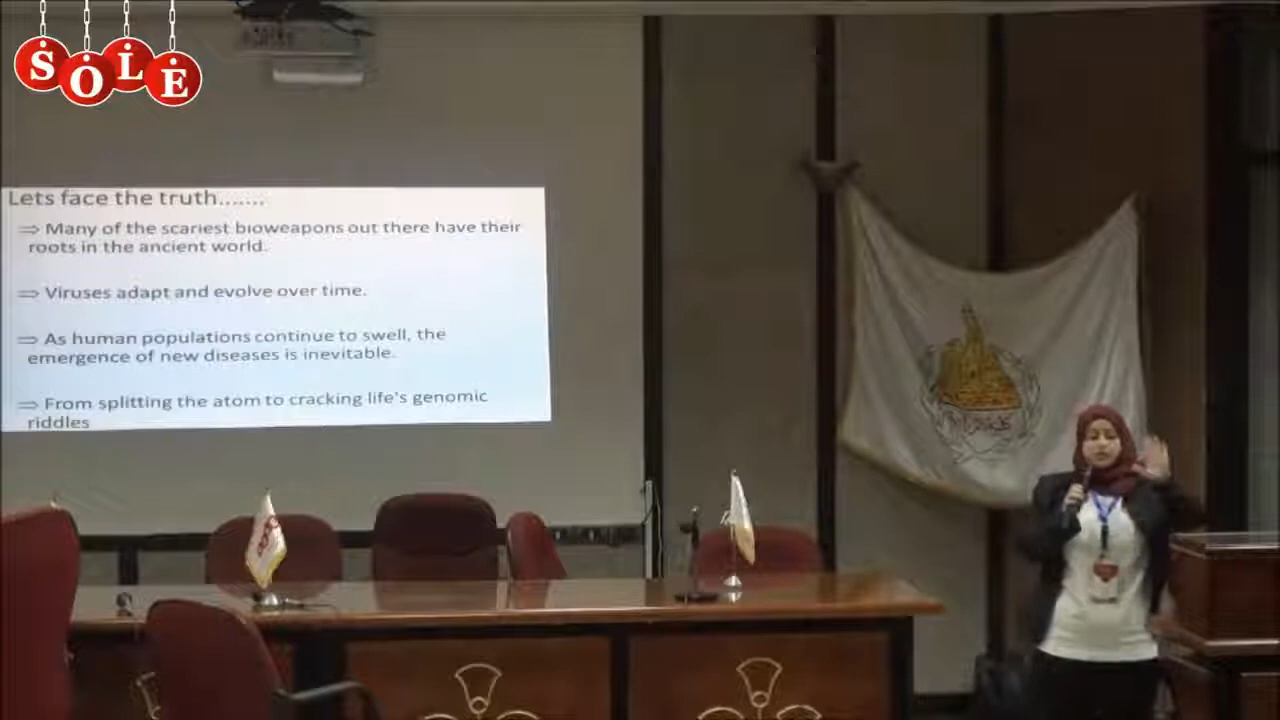 SOLE
Lets face the truth.......
⇒ Many of the scariest bioweapons out there have their
roots in the ancient world.
⇒ Viruses adapt and evolve over time.
⇒ As human populations continue to swell, the
emergence of new diseases is inevitable.
⇒ From splitting the atom to cracking life's genomic
riddles